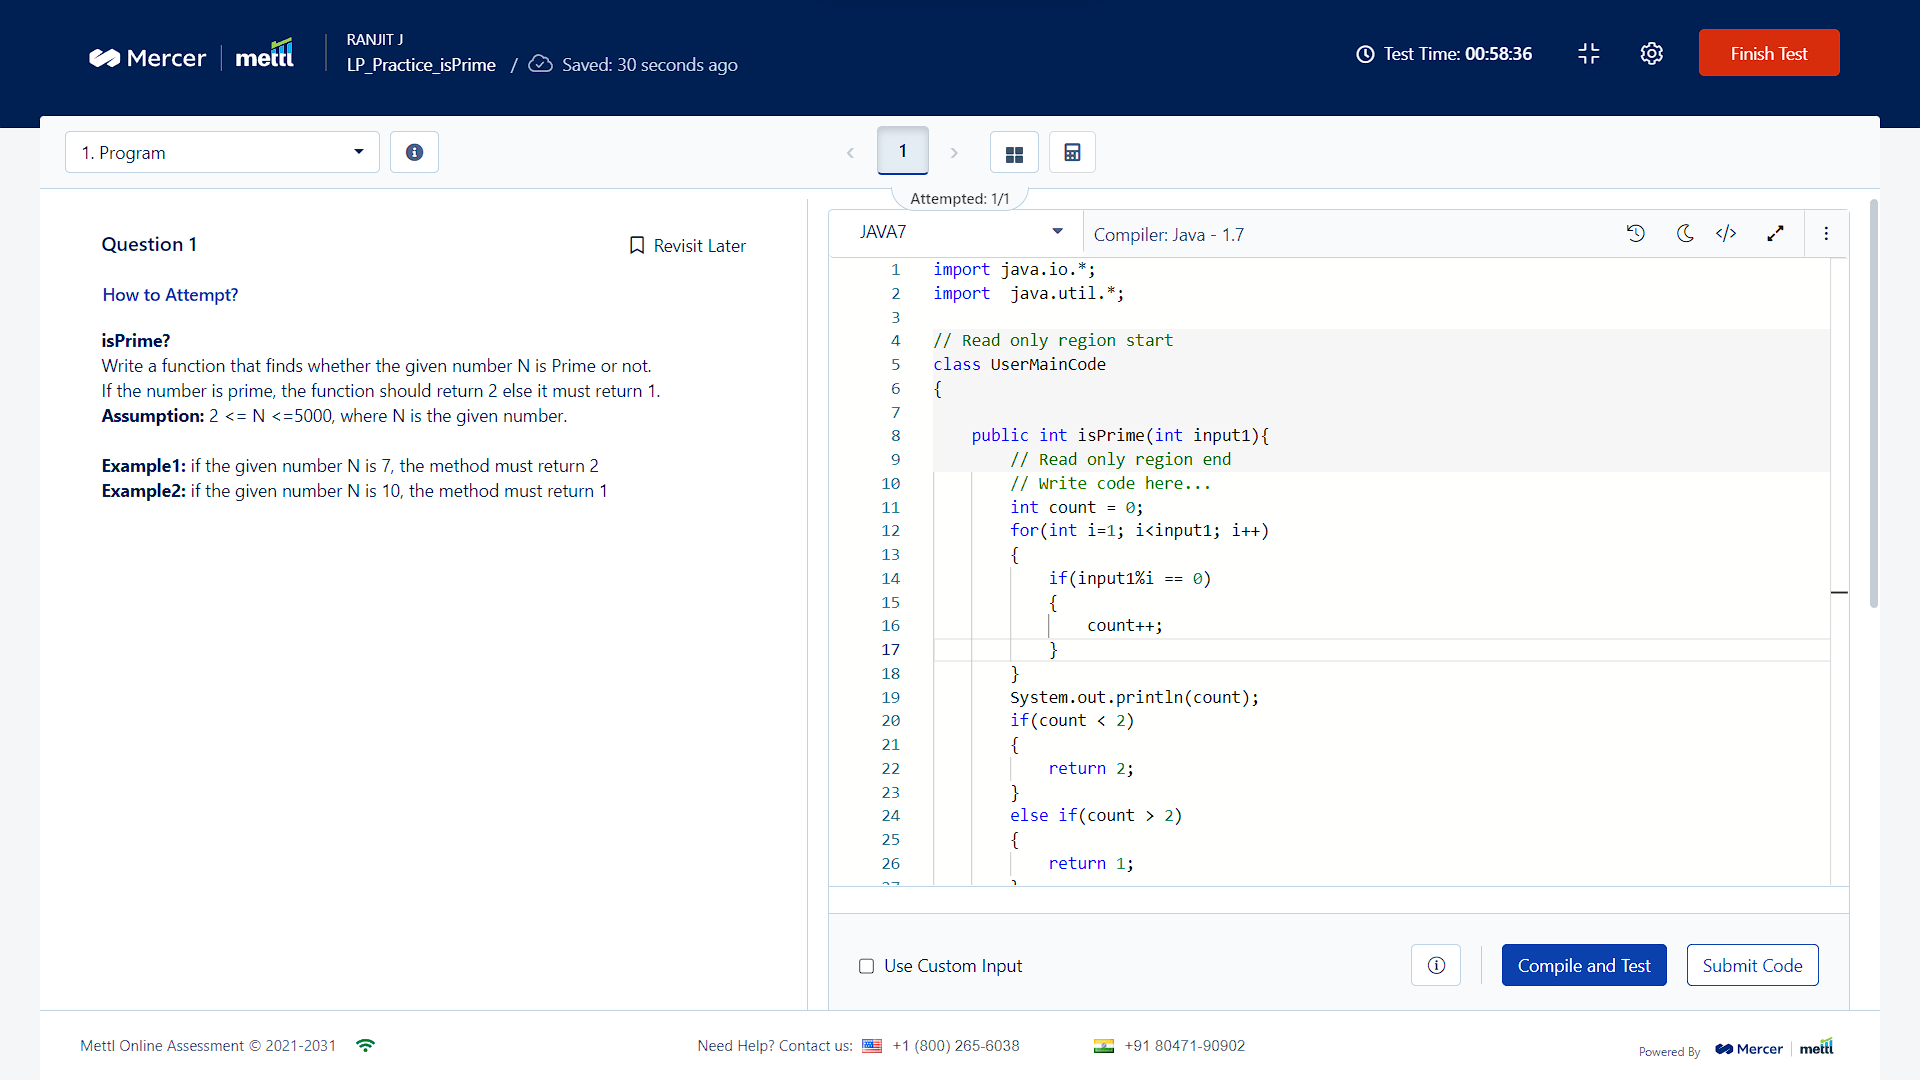 Mercer mettl
RANJIT J
LP_Practice_isPrime / Saved: 30 seconds ago
Test Time: 00:58:36
Finish Test
1. Program
1
Attempted: 1/1
Question 1
Revisit Later
How to Attempt?
isPrime?
Write a function that finds whether the given number N is Prime or not.
If the number is prime, the function should return 2 else it must return 1.
Assumption: 2 <= N <=5000, where N is the given number.
Example1: if the given number N is 7, the method must return 2
Example2: if the given number N is 10, the method must return 1
JAVA7
Compiler: Java - 1.7
1 import java.io.*;
2 import  java.util.*;
3
4 // Read only region start
5 class UserMainCode
6 {
7
8     public int isPrime(int input1){
9         // Read only region end
10         // Write code here...
11         int count = 0;
12         for(int i=1; i<input1; i++)
13         {
14             if(input1%i == 0)
15             {
16                 count++;
17             }
18         }
19         System.out.println(count);
20         if(count < 2)
21         {
22             return 2;
23         }
24         else if(count > 2)
25         {
26             return 1;
27         }
Use Custom Input
Compile and Test
Submit Code
Mettl Online Assessment © 2021-2031
Need Help? Contact us: +1 (800) 265-6038
+91 80471-90902
Powered By Mercer mettl